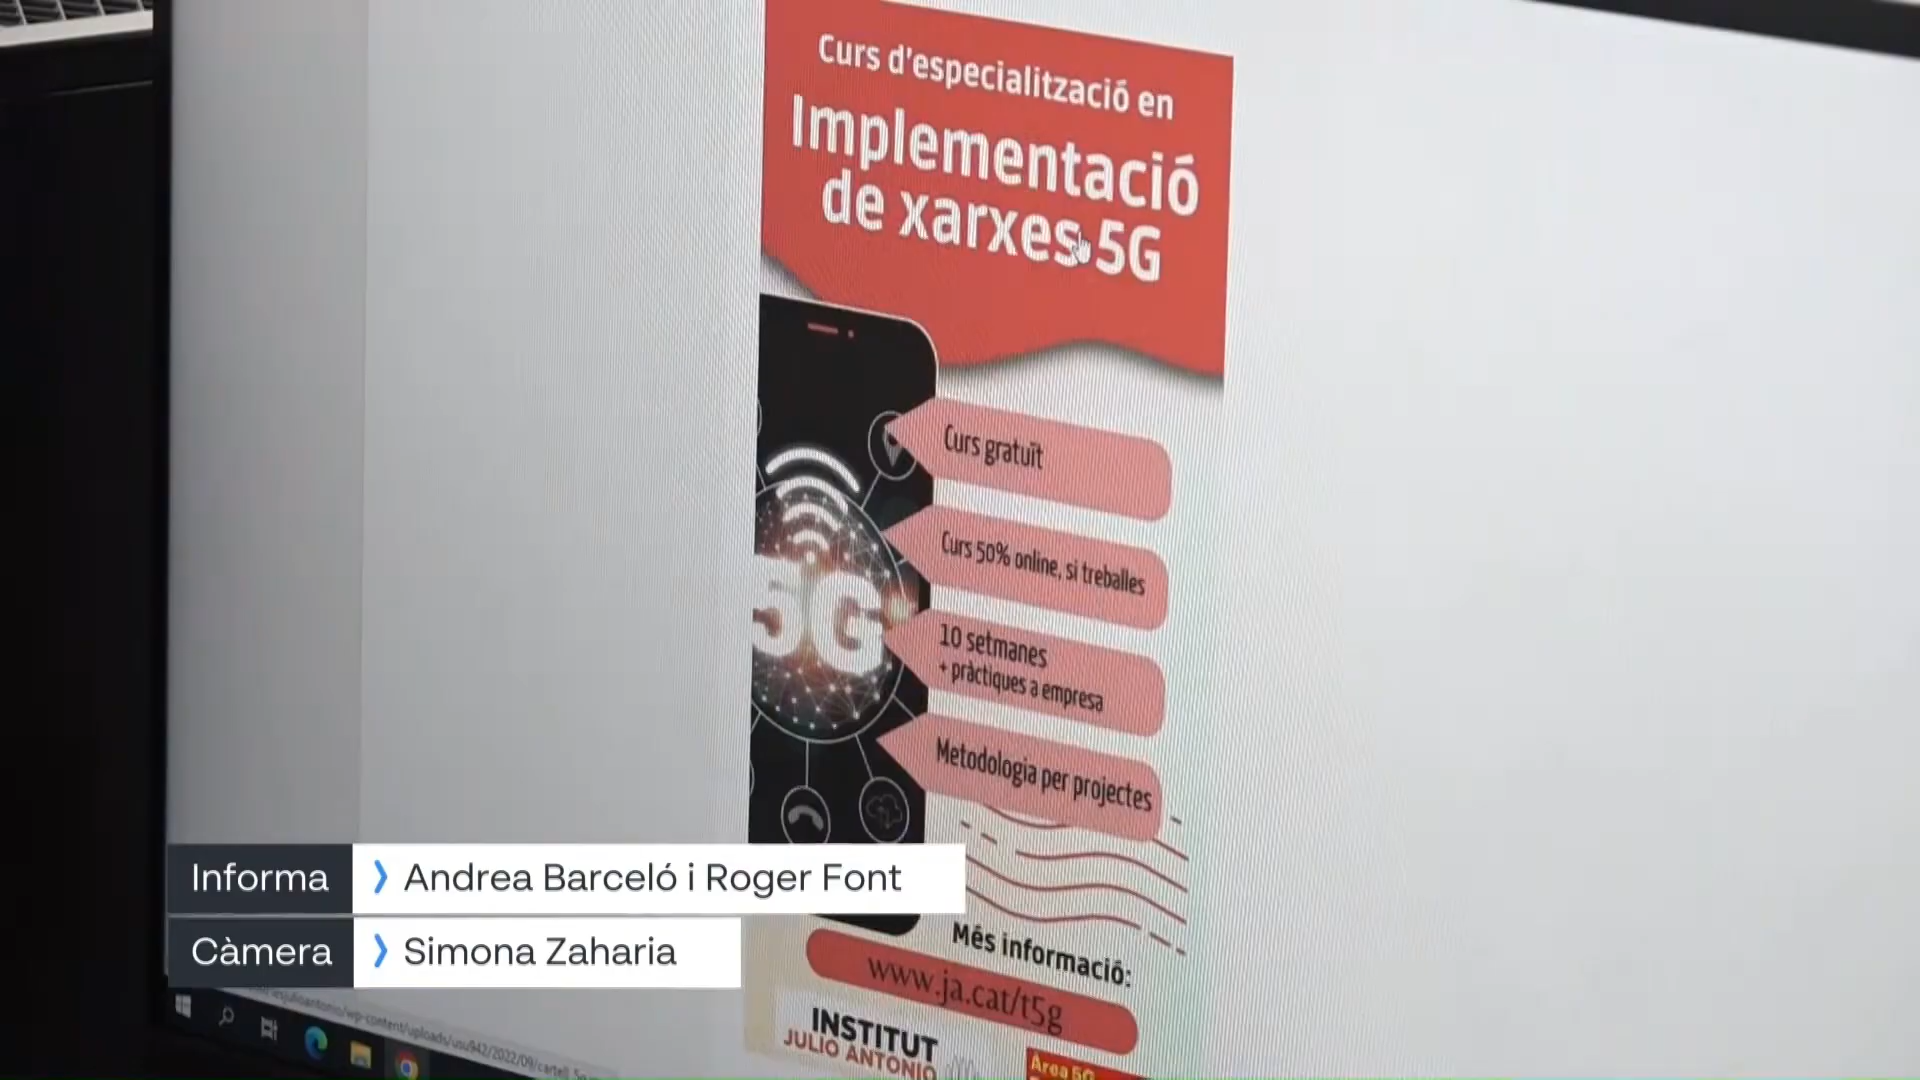 Curs d'especialització en
Implementació
de xarxes 5G
Curs gratuït
Curs 50% online, si treballes
5G
10 setmanes
+ pràctiques a empresa
Metodologia per projectes
Informa
Andrea Barceló i Roger Font
Càmera
Simona Zaharia
Més informació:
www.ja.cat/t5g
INSTITUT
JULIO ANTONIO
Àrea 5G